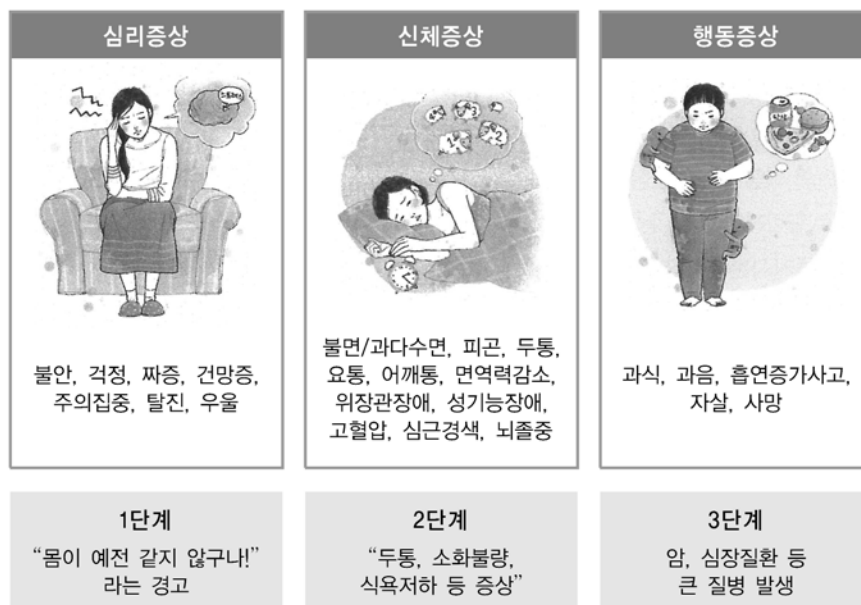 심리증상
불안, 걱정, 짜증, 건망증,
주의집중, 탈진, 우울
신체증상
불면/과다수면, 피곤, 두통,
요통, 어깨통, 면역력감소,
위장관장애, 성기능장애,
고혈압, 심근경색, 뇌졸중
행동증상
과식, 과음, 흡연증가사고,
자살, 사망
1단계
“몸이 예전 같지 않구나!”
라는 경고
2단계
“두통, 소화불량,
식욕저하 등 증상”
3단계
암, 심장질환 등
큰 질병 발생